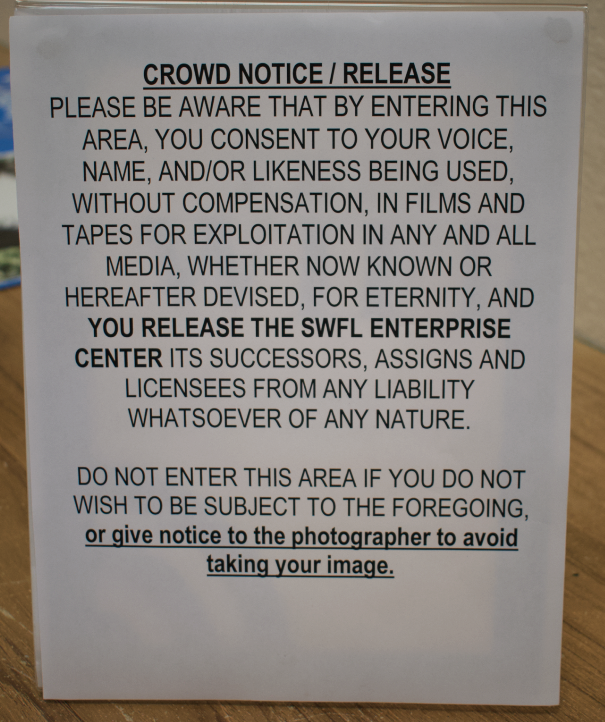 CROWD NOTICE / RELEASE
PLEASE BE AWARE THAT BY ENTERING THIS
AREA, YOU CONSENT TO YOUR VOICE,
NAME, AND/OR LIKENESS BEING USED,
WITHOUT COMPENSATION, IN FILMS AND
TAPES FOR EXPLOITATION IN ANY AND ALL
MEDIA, WHETHER NOW KNOWN OR
HEREAFTER DEVISED, FOR ETERNITY, AND
YOU RELEASE THE SWFL ENTERPRISE
CENTER ITS SUCCESSORS, ASSIGNS AND
LICENSEES FROM ANY LIABILITY
WHATSOEVER OF ANY NATURE.
DO NOT ENTER THIS AREA IF YOU DO NOT
WISH TO BE SUBJECT TO THE FOREGOING,
or give notice to the photographer to avoid
taking your image.